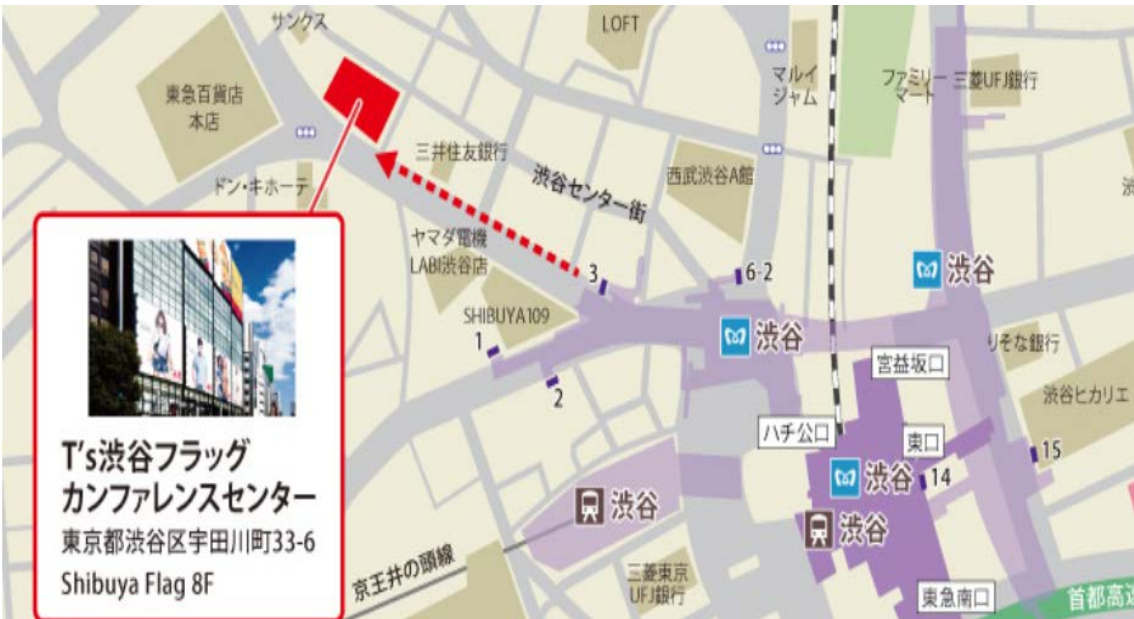 サンクス
LOFT
東急百貨店
本店
マルイ
ジャム
ファミリー
マート
三菱UFJ銀行
三井住友銀行
渋谷センター街
西武渋谷A館
ドン・キホーテ
ヤマダ電機
LABI渋谷店
3
6-2
渋谷
SHIBUYA109
1
2
渋谷
りそな銀行
宮益坂口
渋谷ヒカリエ
ハチ公口
東口
15
渋谷
14
渋谷
渋谷
T's渋谷フラッグ
カンファレンスセンター
東京都渋谷区宇田川町33-6
Shibuya Flag 8F
京王井の頭線
三菱東京
UFJ銀行
東急南口
首都高速